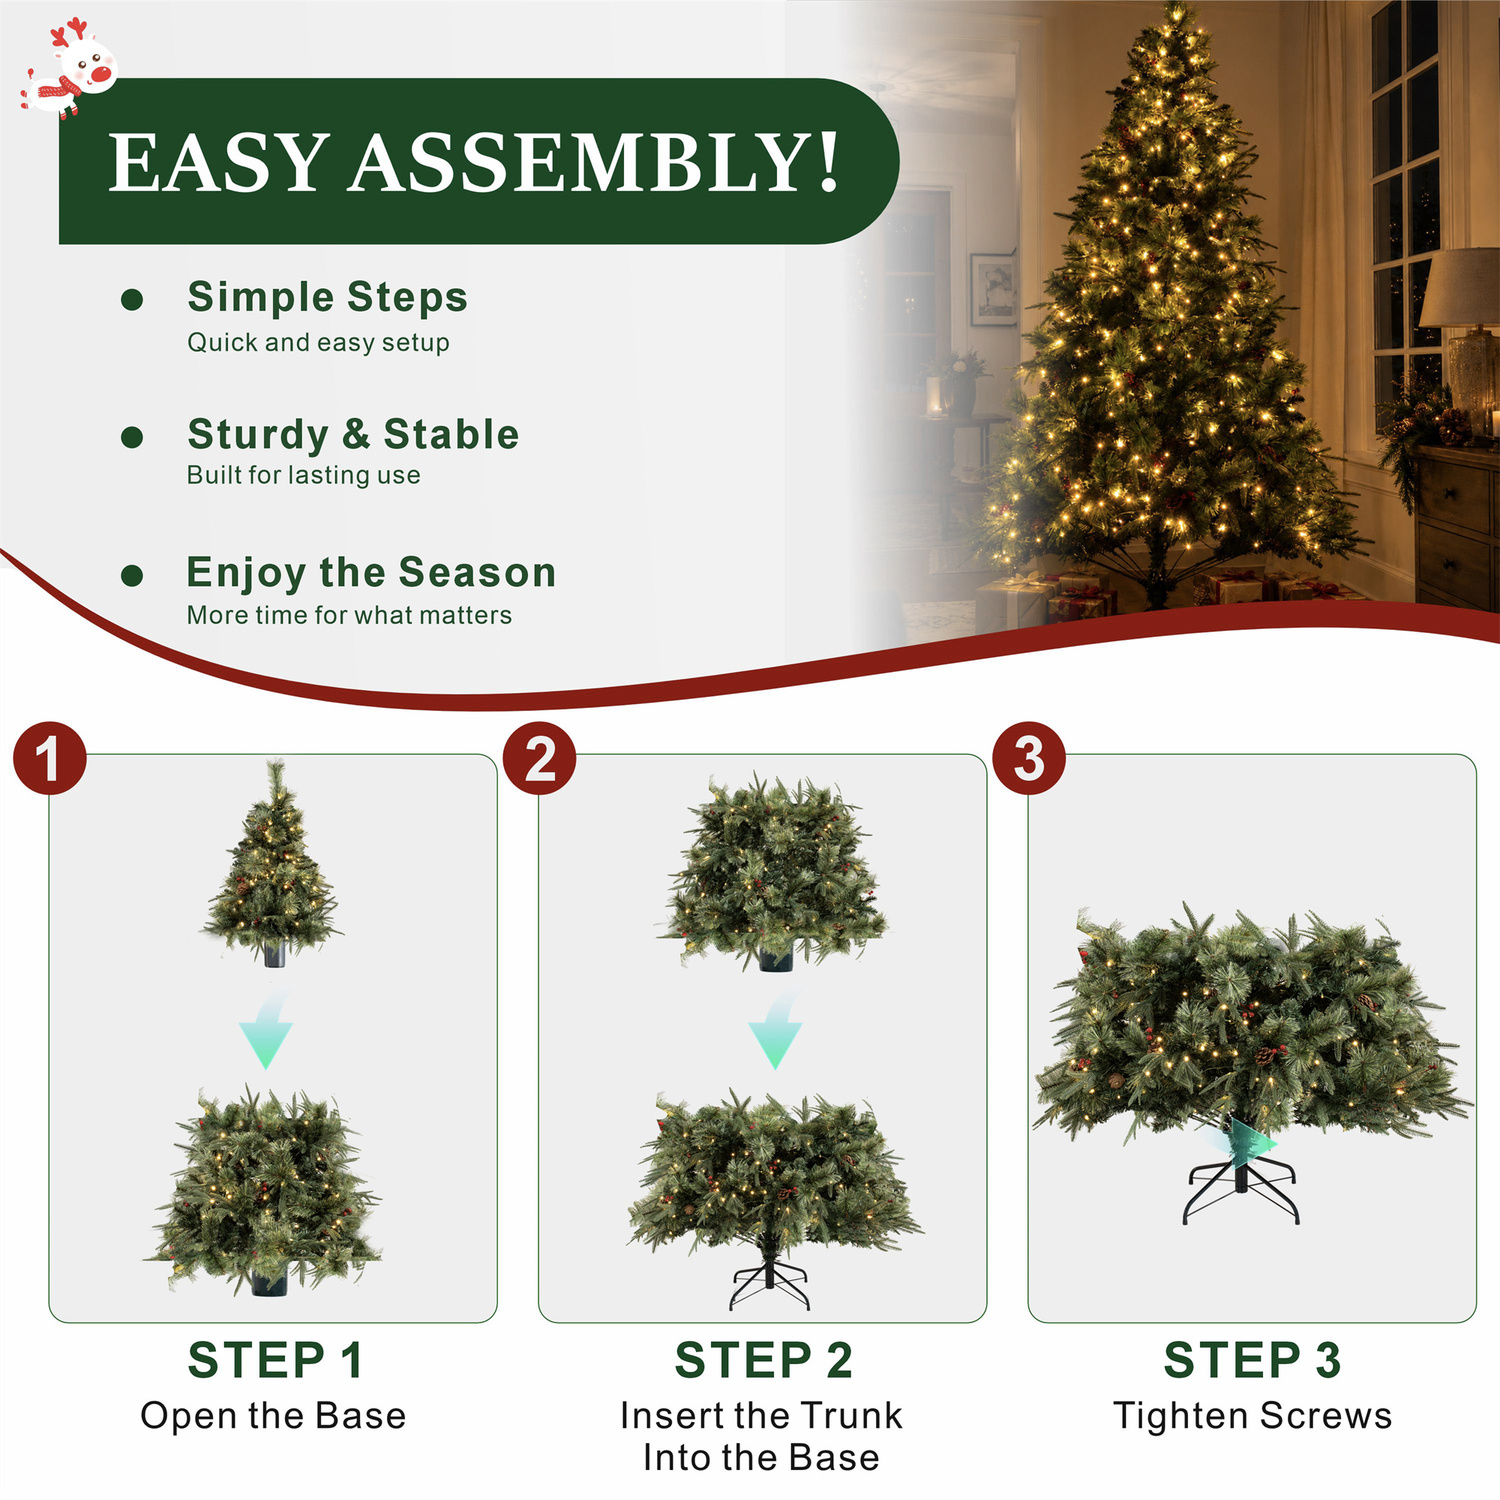 EASY ASSEMBLY!
Simple Steps
Quick and easy setup
Sturdy & Stable
Built for lasting use
Enjoy the Season
More time for what matters
1
2
3
STEP 1
Open the Base
STEP 2
Insert the Trunk
Into the Base
STEP 3
Tighten Screws